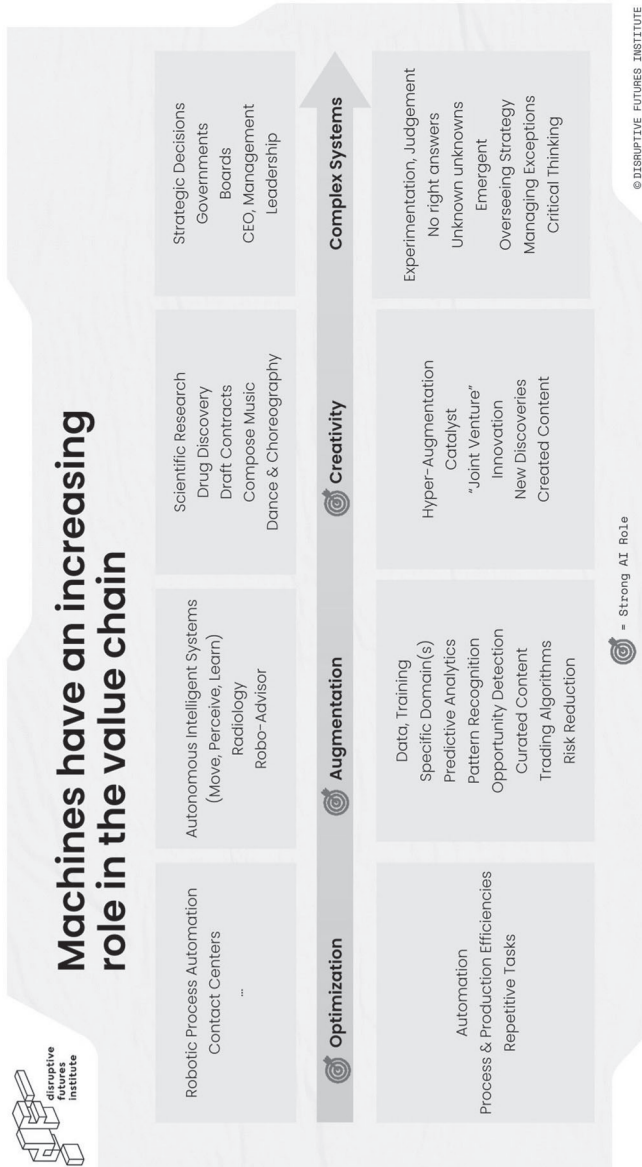 disruptive
futures
institute
Machines have an increasing
role in the value chain
Robotic Process Automation
Contact Centers
...
Autonomous Intelligent Systems
(Move, Perceive, Learn)
Radiology
Robo-Advisor
Scientific Research
Drug Discovery
Draft Contracts
Compose Music
Dance & Choreography
Strategic Decisions
Governments
Boards
CEO, Management
Leadership
Optimization
Augmentation
Creativity
Complex Systems
Automation
Process & Production Efficiencies
Repetitive Tasks
Data, Training
Specific Domain(s)
Predictive Analytics
Pattern Recognition
Opportunity Detection
Curated Content
Trading Algorithms
Risk Reduction
Hyper-Augmentation
Catalyst
“Joint Venture”
Innovation
New Discoveries
Created Content
Experimentation, Judgement
No right answers
Unknown unknowns
Emergent
Overseeing Strategy
Managing Exceptions
Critical Thinking
= Strong AI Role
© DISRUPTIVE FUTURES INSTITUTE